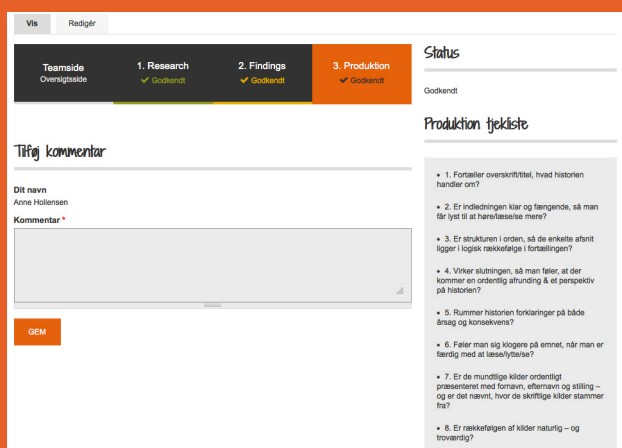 Vis
Redigér
Teamside
Oversigtsside
1. Research
Godkendt
2. Findings
Godkendt
3. Produktion
Godkendt
Tilføj kommentar
Dit navn
Anne Hollensen
Kommentar *
GEM
Status
Godkendt
Produktion tjekliste
• 1. Fortæller overskrift/titel, hvad historien
handler om?
• 2. Er indledningen klar og fængende, så man
får lyst til at høre/læse/se mere?
• 3. Er strukturen i orden, så de enkelte afsnit
ligger i logisk rækkefølge i fortællingen?
• 4. Virker slutningen, så man føler, at der
kommer en ordentlig afrunding & et perspektiv
på historien?
• 5. Rummer historien forklaringer på både
årsag og konsekvens?
• 6. Føler man sig klogere på emnet, når man er
færdig med at læse/lytte/se?
• 7. Er de mundtlige kilder ordentligt
præsenteret med fornavn, efternavn og stilling –
og er det nævnt, hvor de skriftlige kilder stammer
fra?
• 8. Er rækkefølgen af kilder naturlig – og
troværdig?